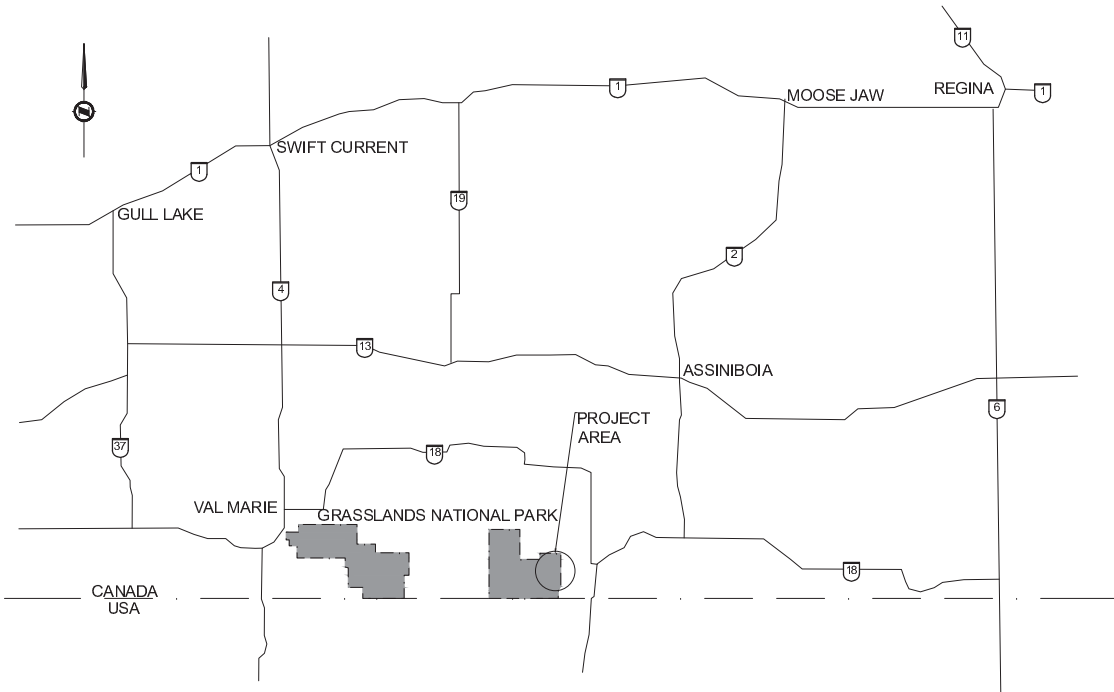 11
1
MOOSE JAW
REGINA
1
SWIFT CURRENT
1
19
GULL LAKE
2
4
13
ASSINIBOIA
6
PROJECT
AREA
37
18
VAL MARIE
GRASSLANDS NATIONAL PARK
18
CANADA
USA